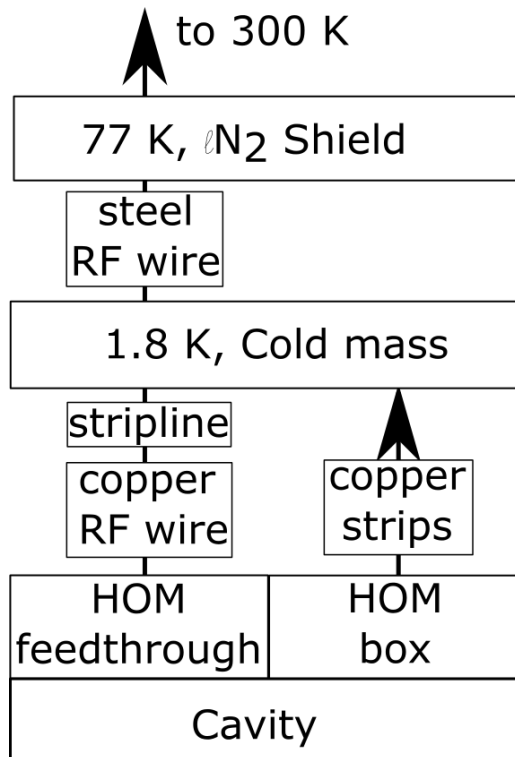 to 300 K
77 K, ℓN2 Shield
steel
RF wire
1.8 K, Cold mass
stripline
copper
RF wire
copper
strips
HOM
feedthrough
HOM
box
Cavity